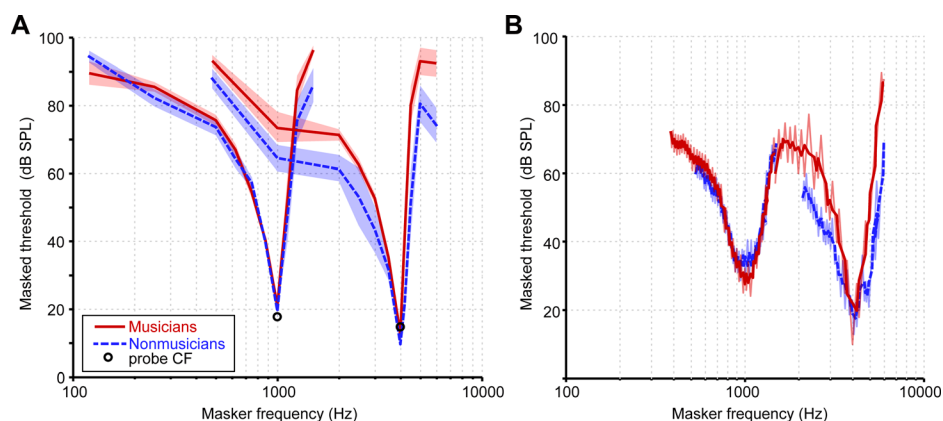 A
B
100
80
60
40
20
0
Masked threshold (dB SPL)
Musicians
Nonmusicians
probe CF
100
1000
10000
Masker frequency (Hz)
100
80
60
40
20
0
Masked threshold (dB SPL)
100
1000
10000
Masker frequency (Hz)